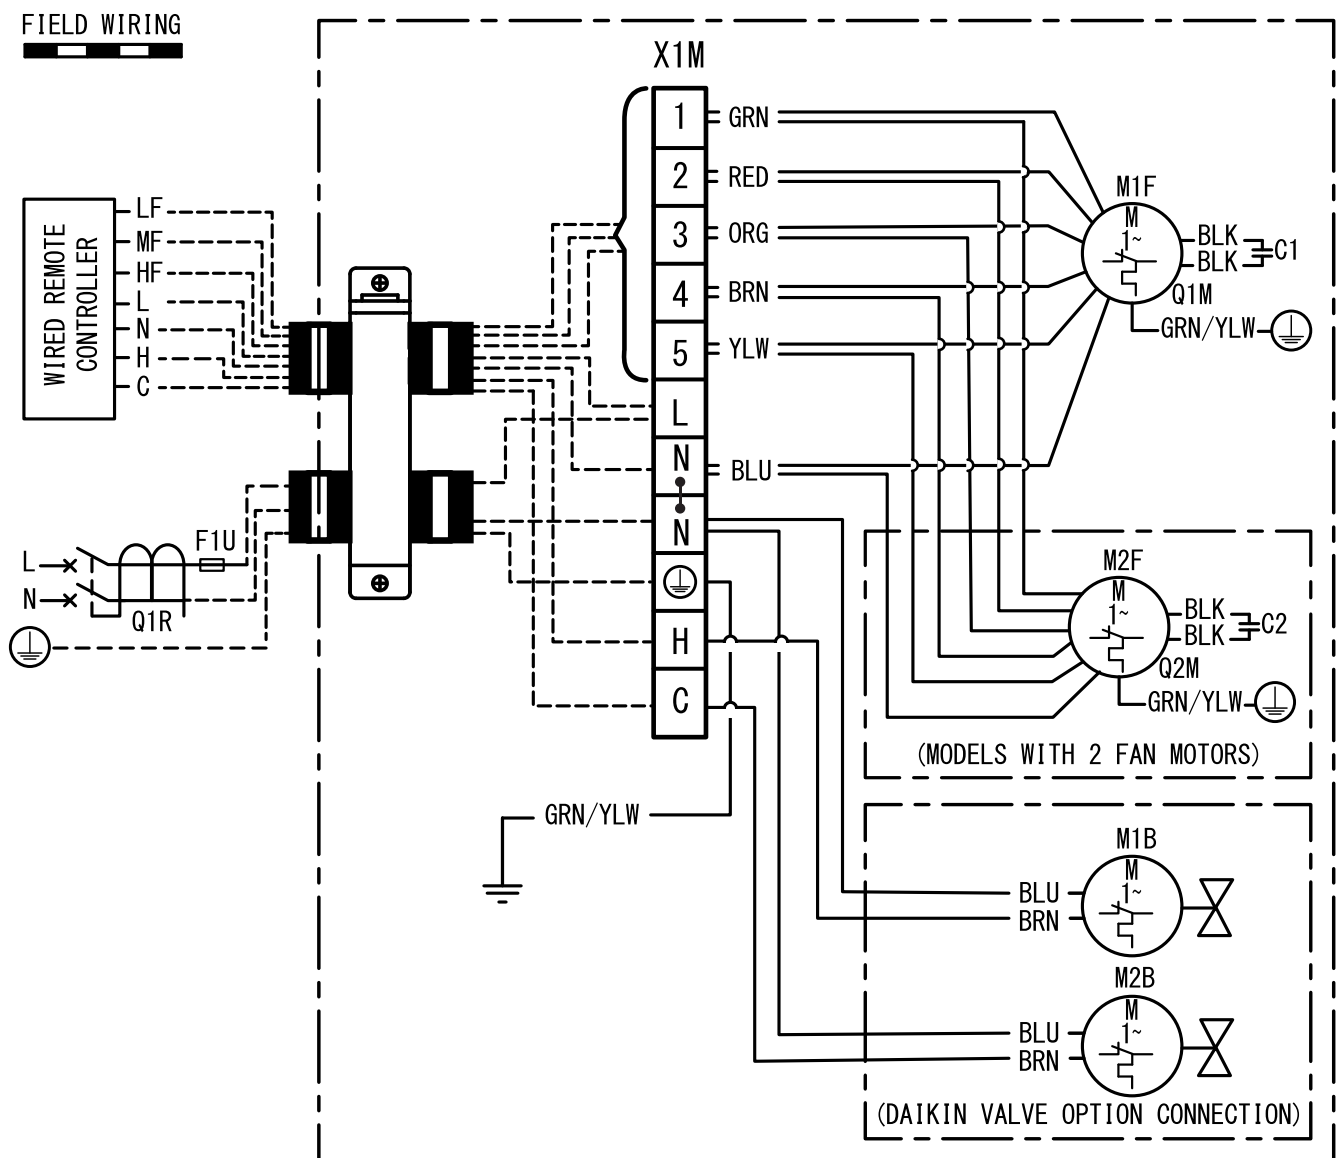 FIELD WIRING
X1M
1
GRN
2
RED
3
ORG
4
BRN
5
YLW
L
N
BLU
N
H
C
WIRED REMOTE
CONTROLLER
LF
MF
HF
L
N
H
C
L
N
F1U
Q1R
M1F
M
1~
Q1M
BLK
BLK
C1
GRN/YLW
M2F
M
1~
Q2M
BLK
BLK
C2
GRN/YLW
(MODELS WITH 2 FAN MOTORS)
GRN/YLW
M1B
M
1~
BLU
BRN
M2B
M
1~
BLU
BRN
(DAIKIN VALVE OPTION CONNECTION)